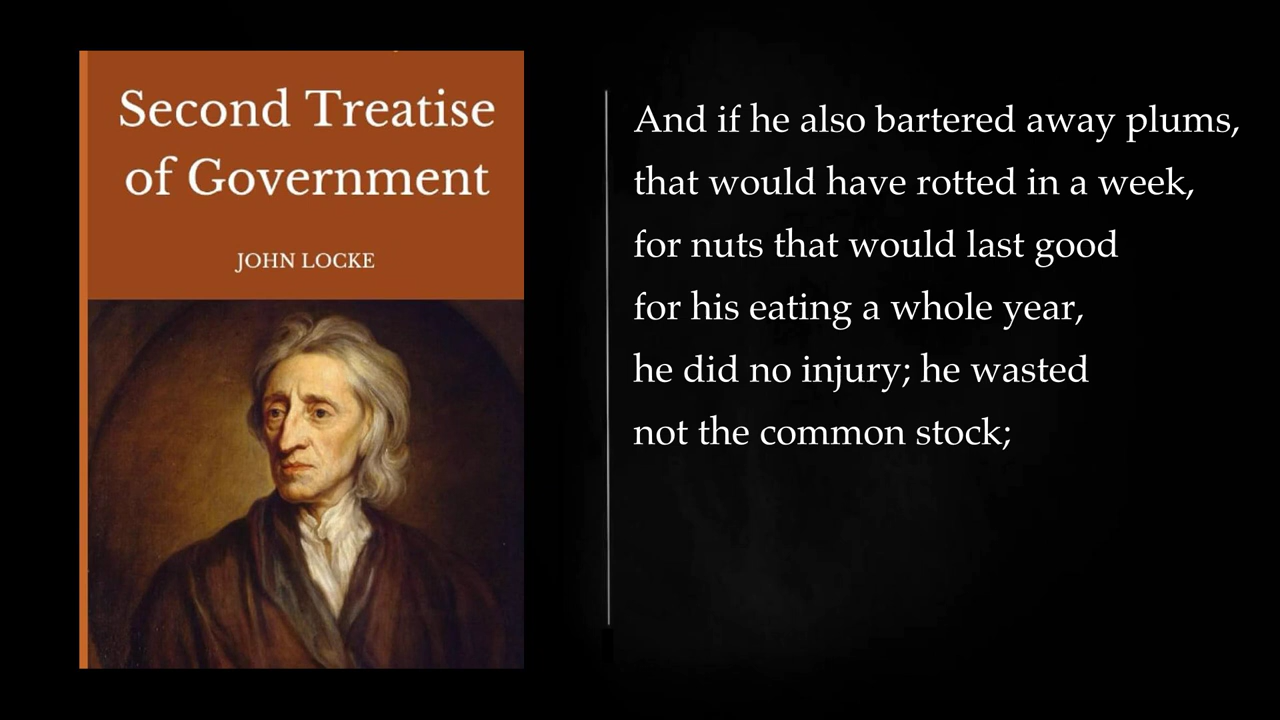 Second Treatise
of Government
JOHN LOCKE
And if he also bartered away plums,
that would have rotted in a week,
for nuts that would last good
for his eating a whole year,
he did no injury; he wasted
not the common stock;